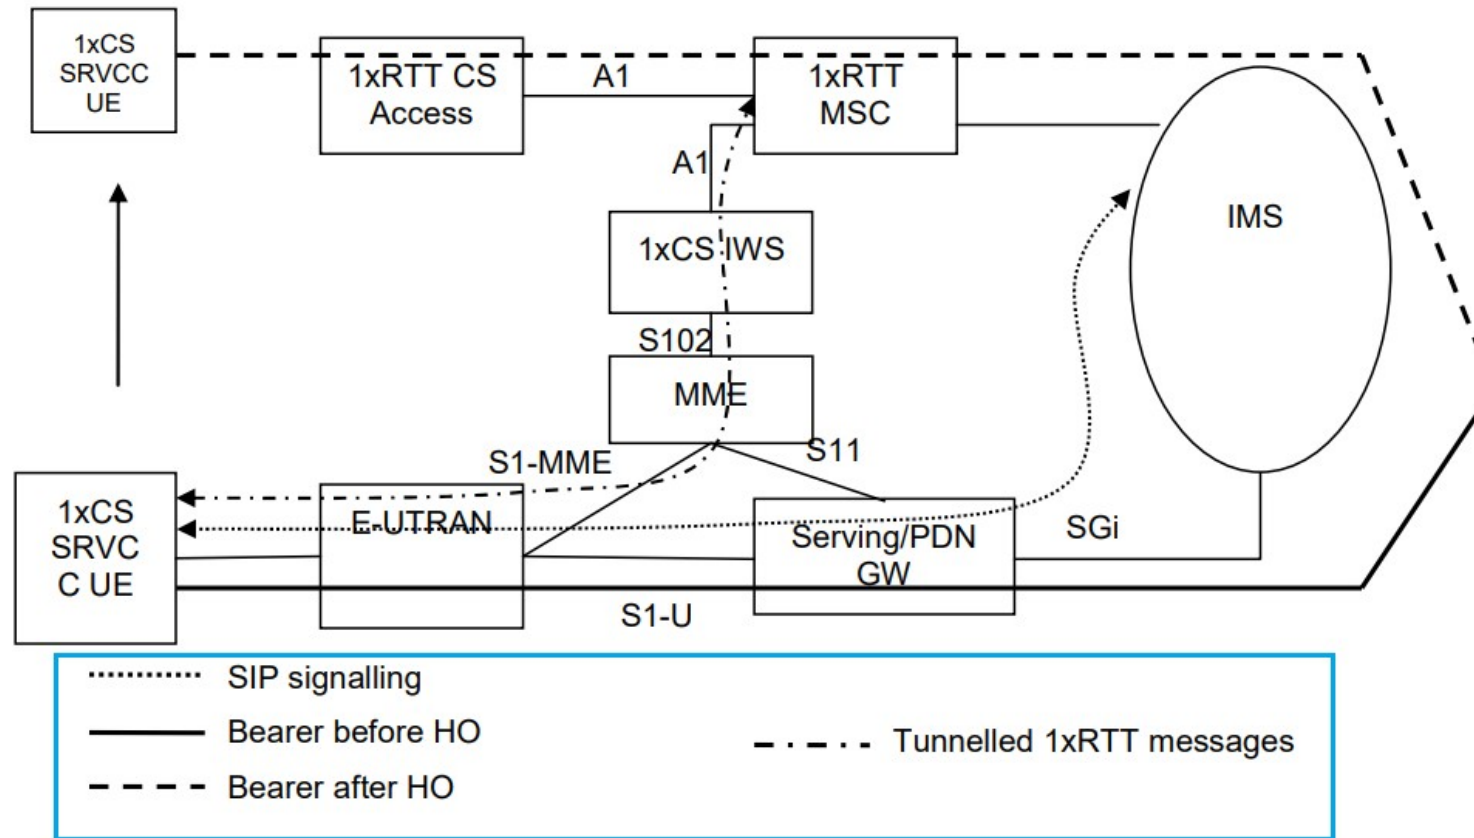 1xCS
SRVCC
UE
1xRTT CS
Access
A1
1xRTT
MSC
A1
IMS
1xCS IWS
S102
MME
S11
S1-MME
1xCS
SRVC
C UE
E-UTRAN
Serving/PDN
GW
SGi
S1-U
SIP signalling
Bearer before HO
Tunnelled 1xRTT messages
Bearer after HO